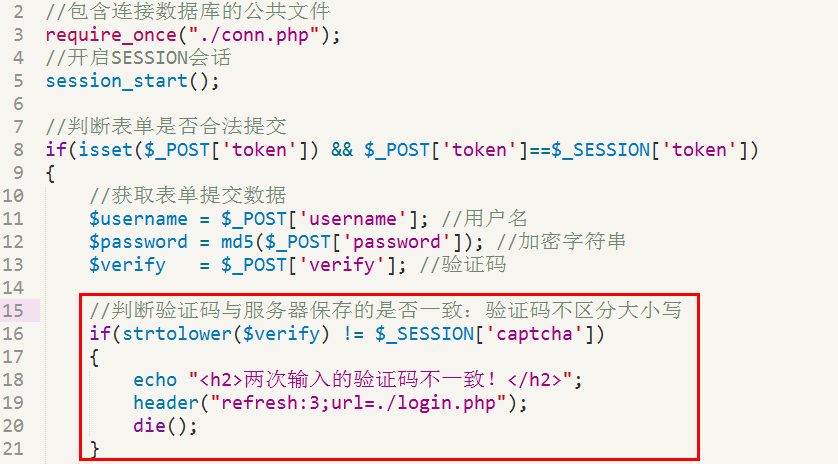 2 //包含连接数据库的公共文件
3 require_once("./conn.php");
4 //开启SESSION会话
5 session_start();
6
7 //判断表单是否合法提交
8 if(isset($_POST['token']) && $_POST['token']==$_SESSION['token'])
9 {
10     //获取表单提交数据
11     $username = $_POST['username']; //用户名
12     $password = md5($_POST['password']); //加密字符串
13     $verify   = $_POST['verify']; //验证码
14
15     //判断验证码与服务器保存的是否一致：验证码不区分大小写
16     if(strtolower($verify) != $_SESSION['captcha'])
17     {
18         echo "<h2>两次输入的验证码不一致！</h2>";
19         header("refresh:3;url=./login.php");
20         die();
21     }